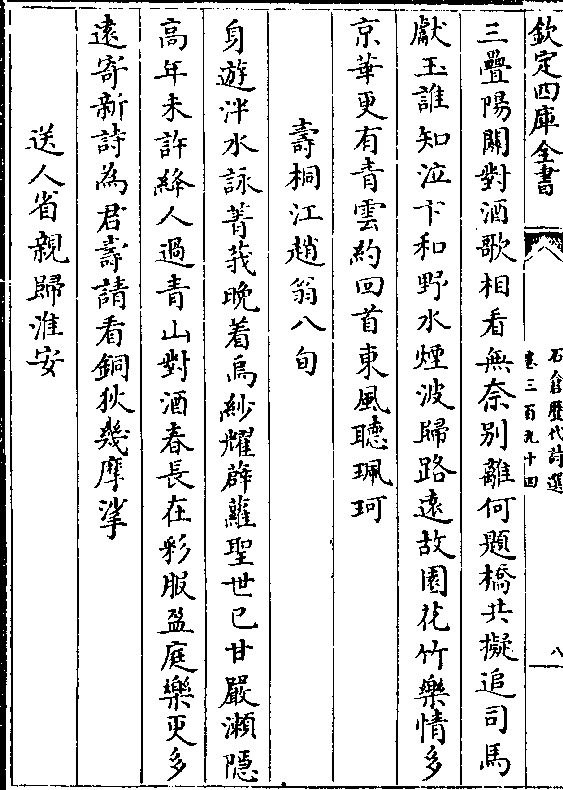 欽定四庫全書
石倉歷代詩選
卷三百九十四
八
三疊陽關對酒歌相看無奈別離何題橋共擬追司馬
獻玉誰知泣卞和野水煙波歸路遠故園花竹樂情多
京華更有青雲約回首東風聽珮珂
壽桐江趙翁八旬
身遊泮水詠菁莪晚着烏紗耀薜蘿聖世已甘嚴瀨隱
高年未許絳人過青山對酒春長在彩服盈庭樂更多
遠寄新詩為君壽請看銅狄幾摩挲
送人省親歸淮安